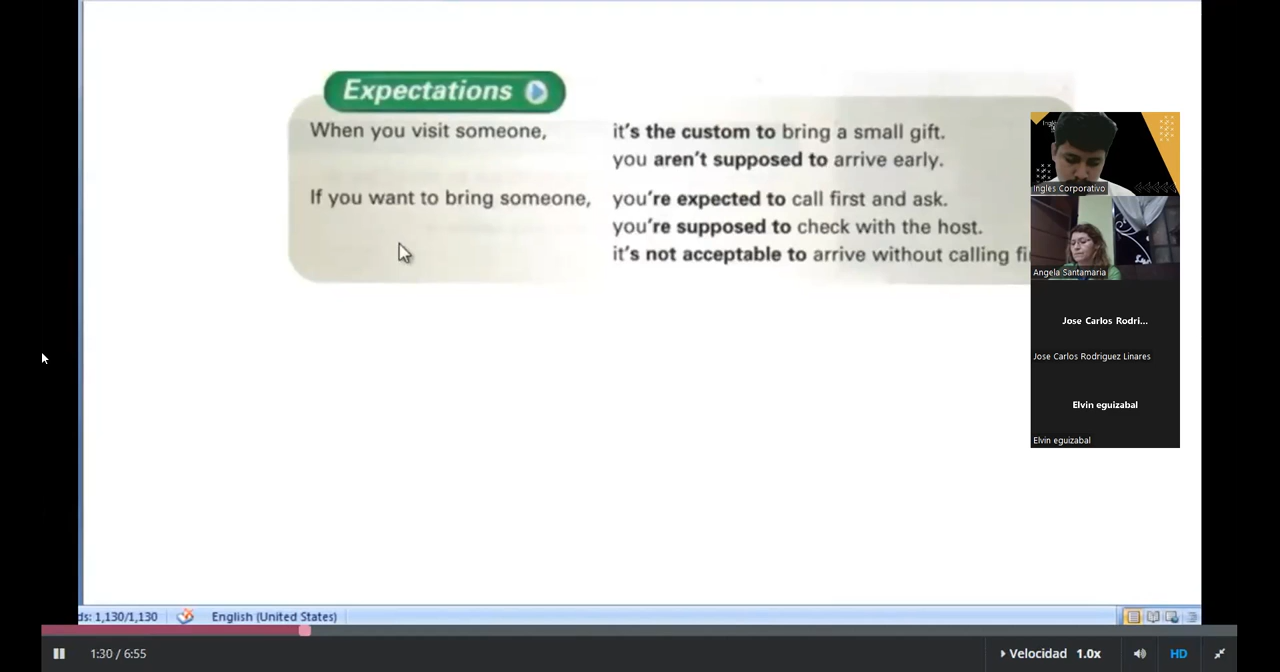 Expectations
When you visit someone, it's the custom to bring a small gift.
you aren't supposed to arrive early.
If you want to bring someone, you're expected to call first and ask.
you're supposed to check with the host.
it's not acceptable to arrive without calling
Ingles Corporativo
Angela Santamaria
Jose Carlos Rodri...
Jose Carlos Rodriguez Linares
Elvin eguizabal
Elvin eguizabal
ds: 1,130/1,130 English (United States)
1:30 / 6:55 Velocidad 1.0x HD